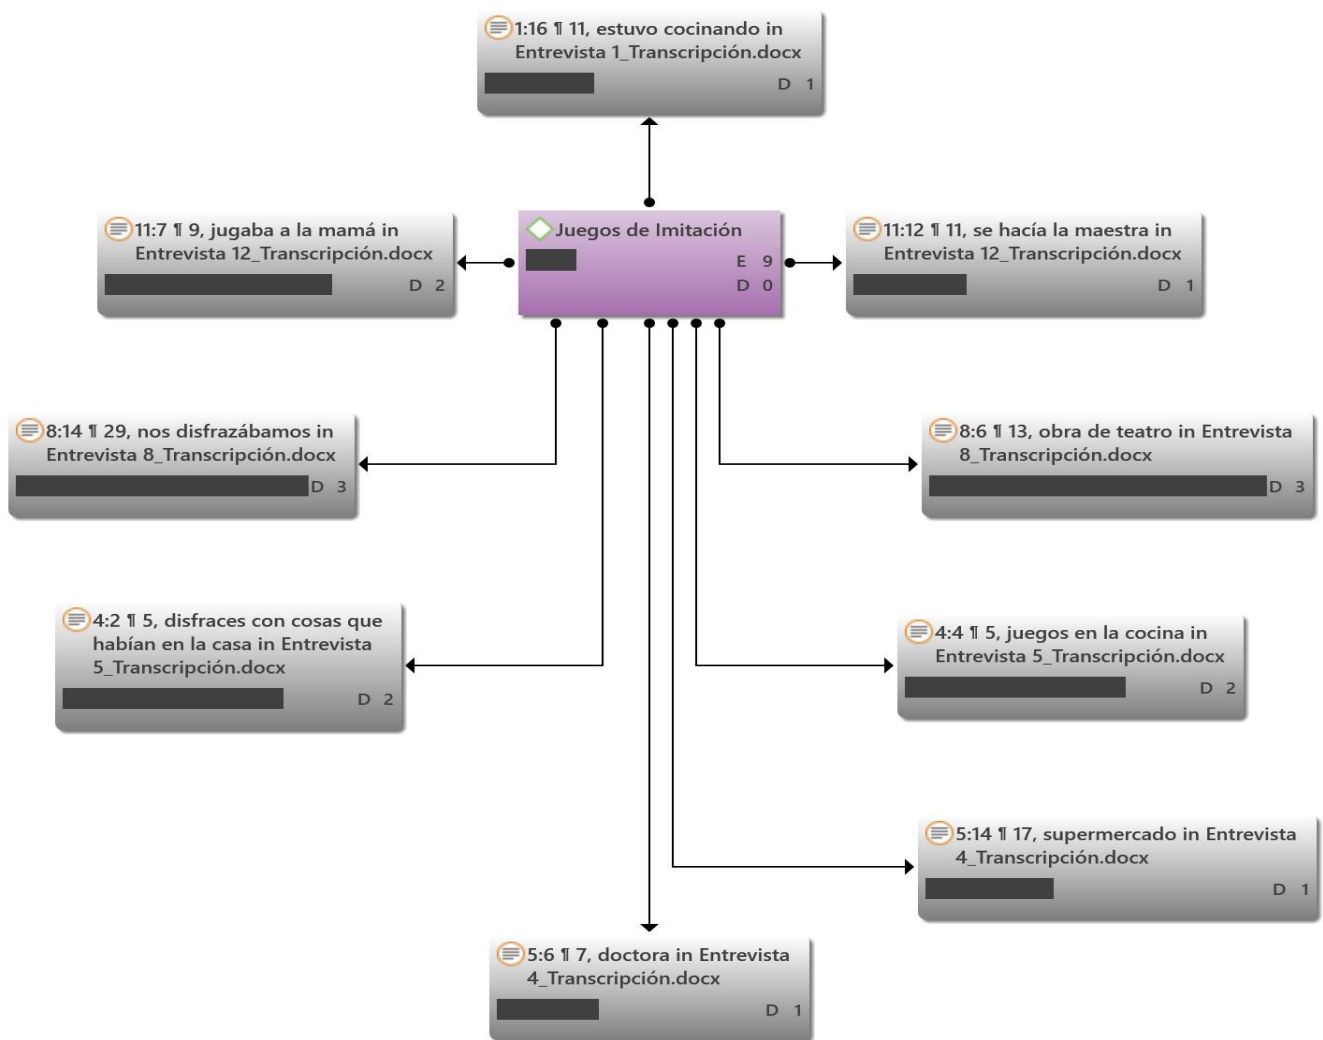 1:16 ¶ 11, estuvo cocinando in
Entrevista 1_Transcripción.docx
D 1
11:7 ¶ 9, jugaba a la mamá in
Entrevista 12_Transcripción.docx
D 2
Juegos de Imitación
E 9
D 0
11:12 ¶ 11, se hacía la maestra in
Entrevista 12_Transcripción.docx
D 1
8:14 ¶ 29, nos disfrazábamos in
Entrevista 8_Transcripción.docx
D 3
8:6 ¶ 13, obra de teatro in Entrevista
8_Transcripción.docx
D 3
4:2 ¶ 5, disfraces con cosas que
habían en la casa in Entrevista
5_Transcripción.docx
D 2
4:4 ¶ 5, juegos en la cocina in
Entrevista 5_Transcripción.docx
D 2
5:14 ¶ 17, supermercado in Entrevista
4_Transcripción.docx
D 1
5:6 ¶ 7, doctora in Entrevista
4_Transcripción.docx
D 1